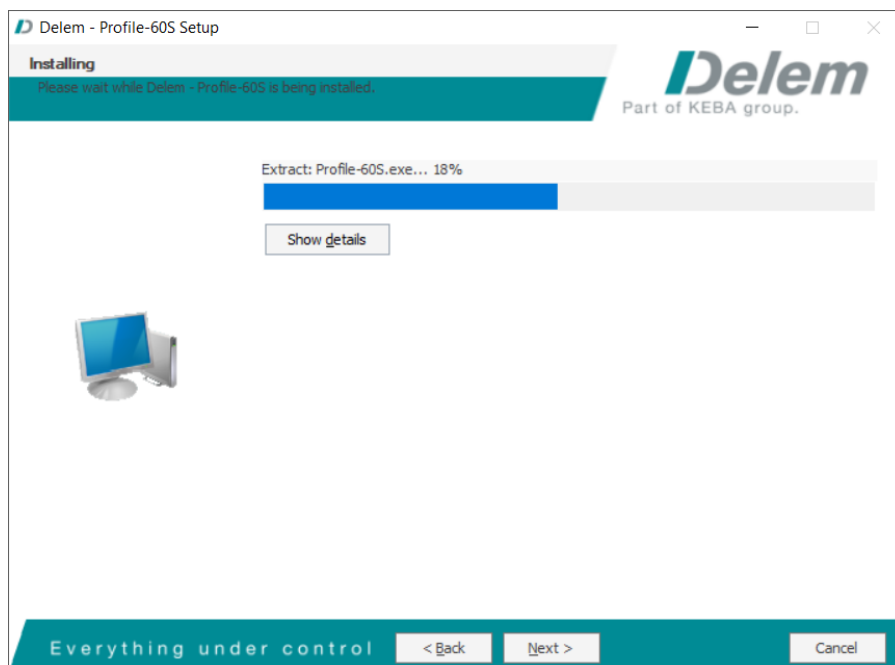 Delem - Profile-60S Setup
Installing
Please wait while Delem - Profile-60S is being installed.
Delem
Part of KEBA group.
Extract: Profile-60S.exe... 18%
Show details
Everything under control
< Back
Next >
Cancel